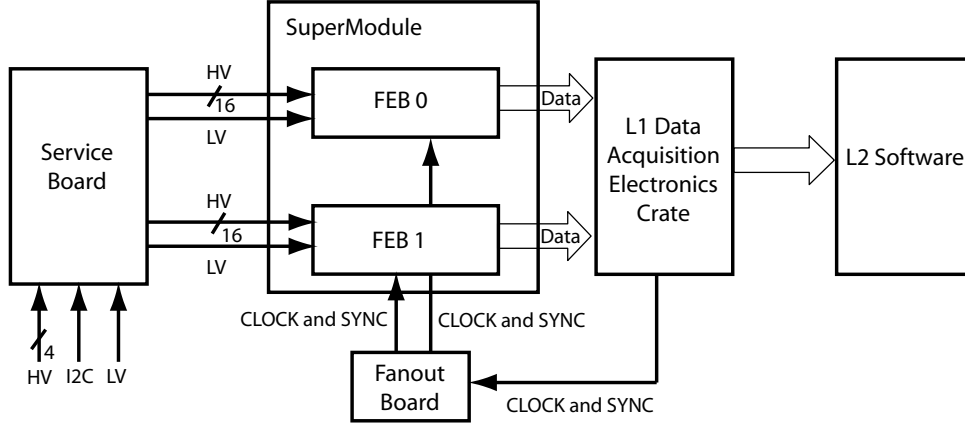 SuperModule
HV
16
LV
FEB 0
Data
Service
Board
L1 Data
Acquisition
Electronics
Crate
L2 Software
HV
16
LV
FEB 1
Data
CLOCK and SYNC
CLOCK and SYNC
4
HV
I2C
LV
Fanout
Board
CLOCK and SYNC